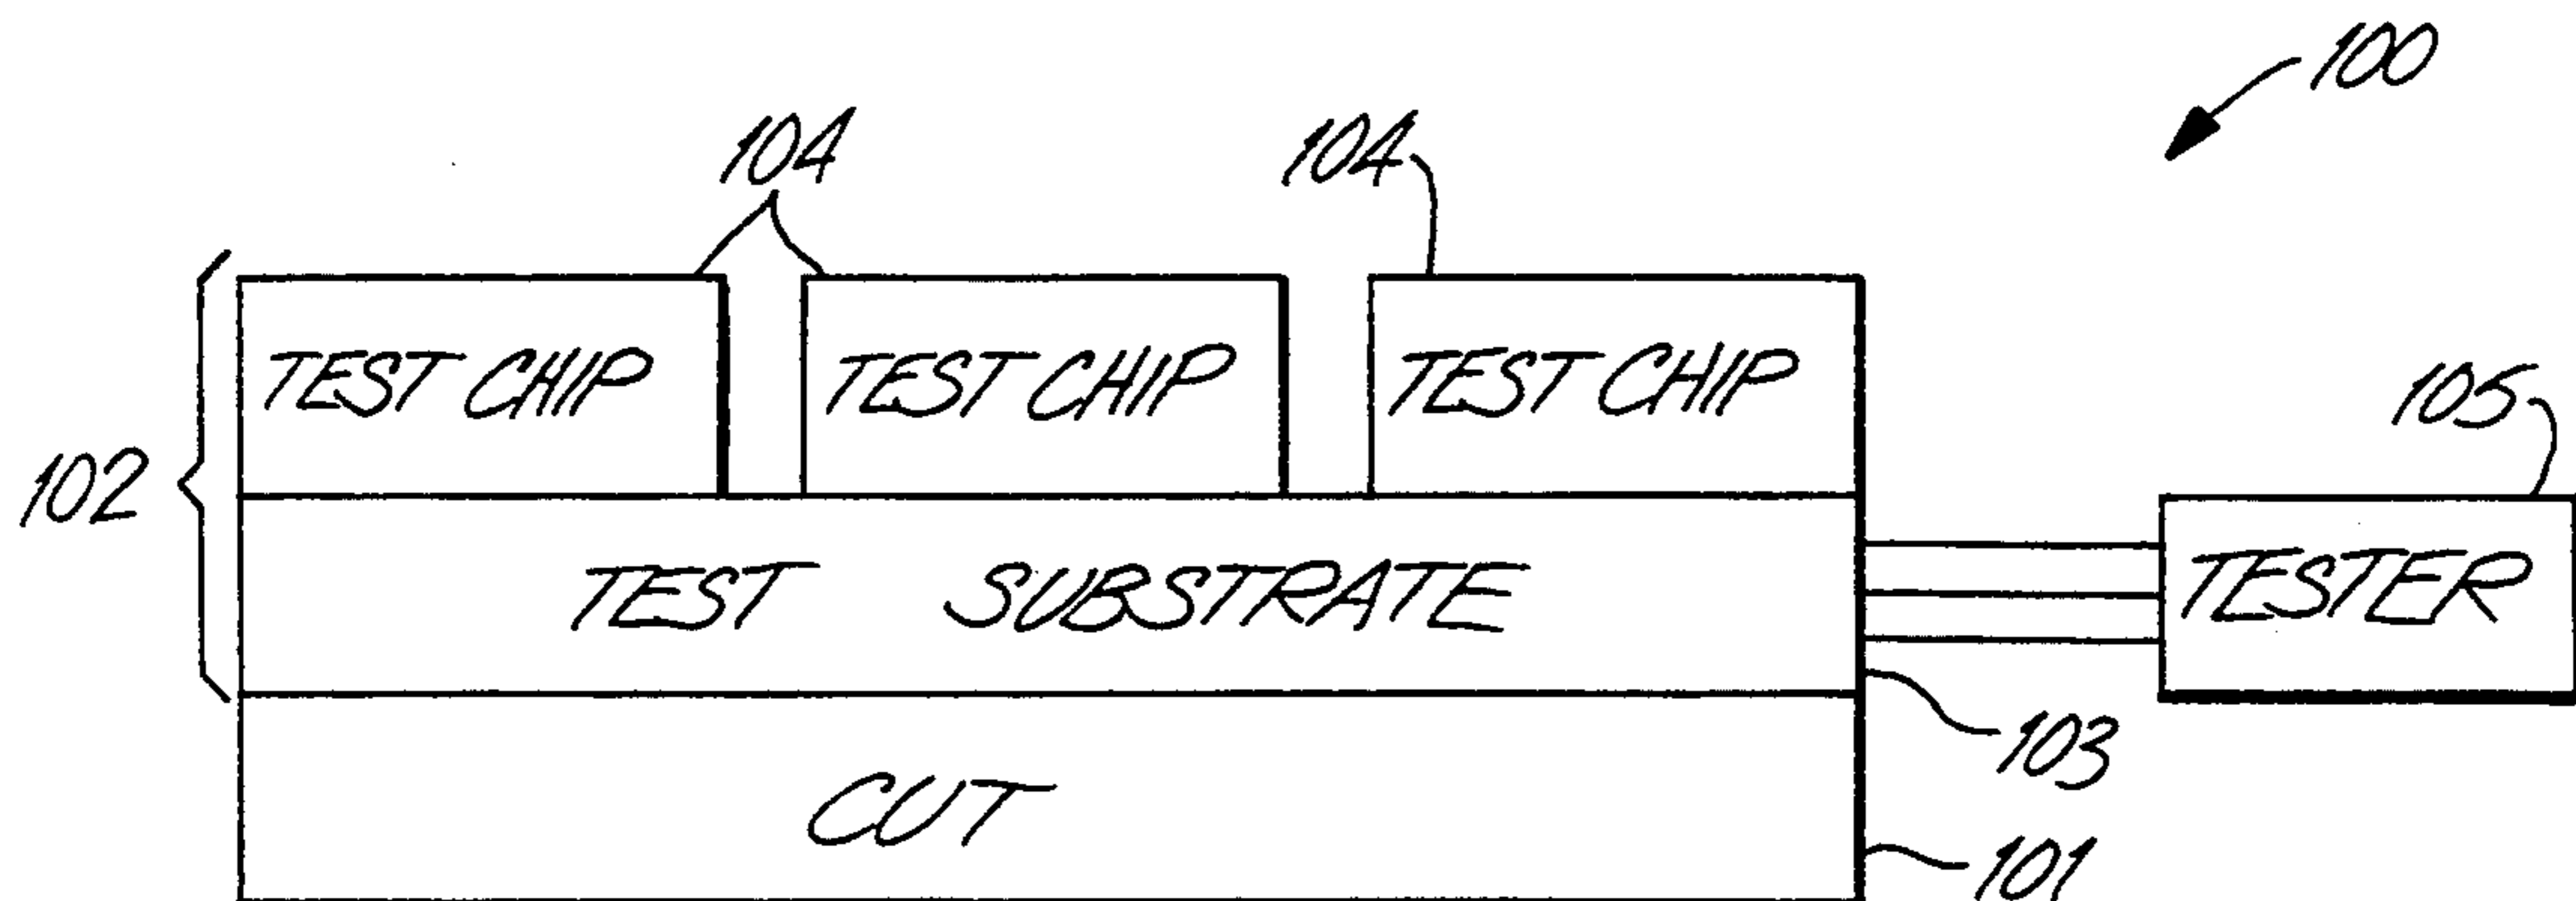 100
104
104
TEST CHIP
TEST CHIP
TEST CHIP
105
102
TEST SUBSTRATE
TESTER
103
CUT
101